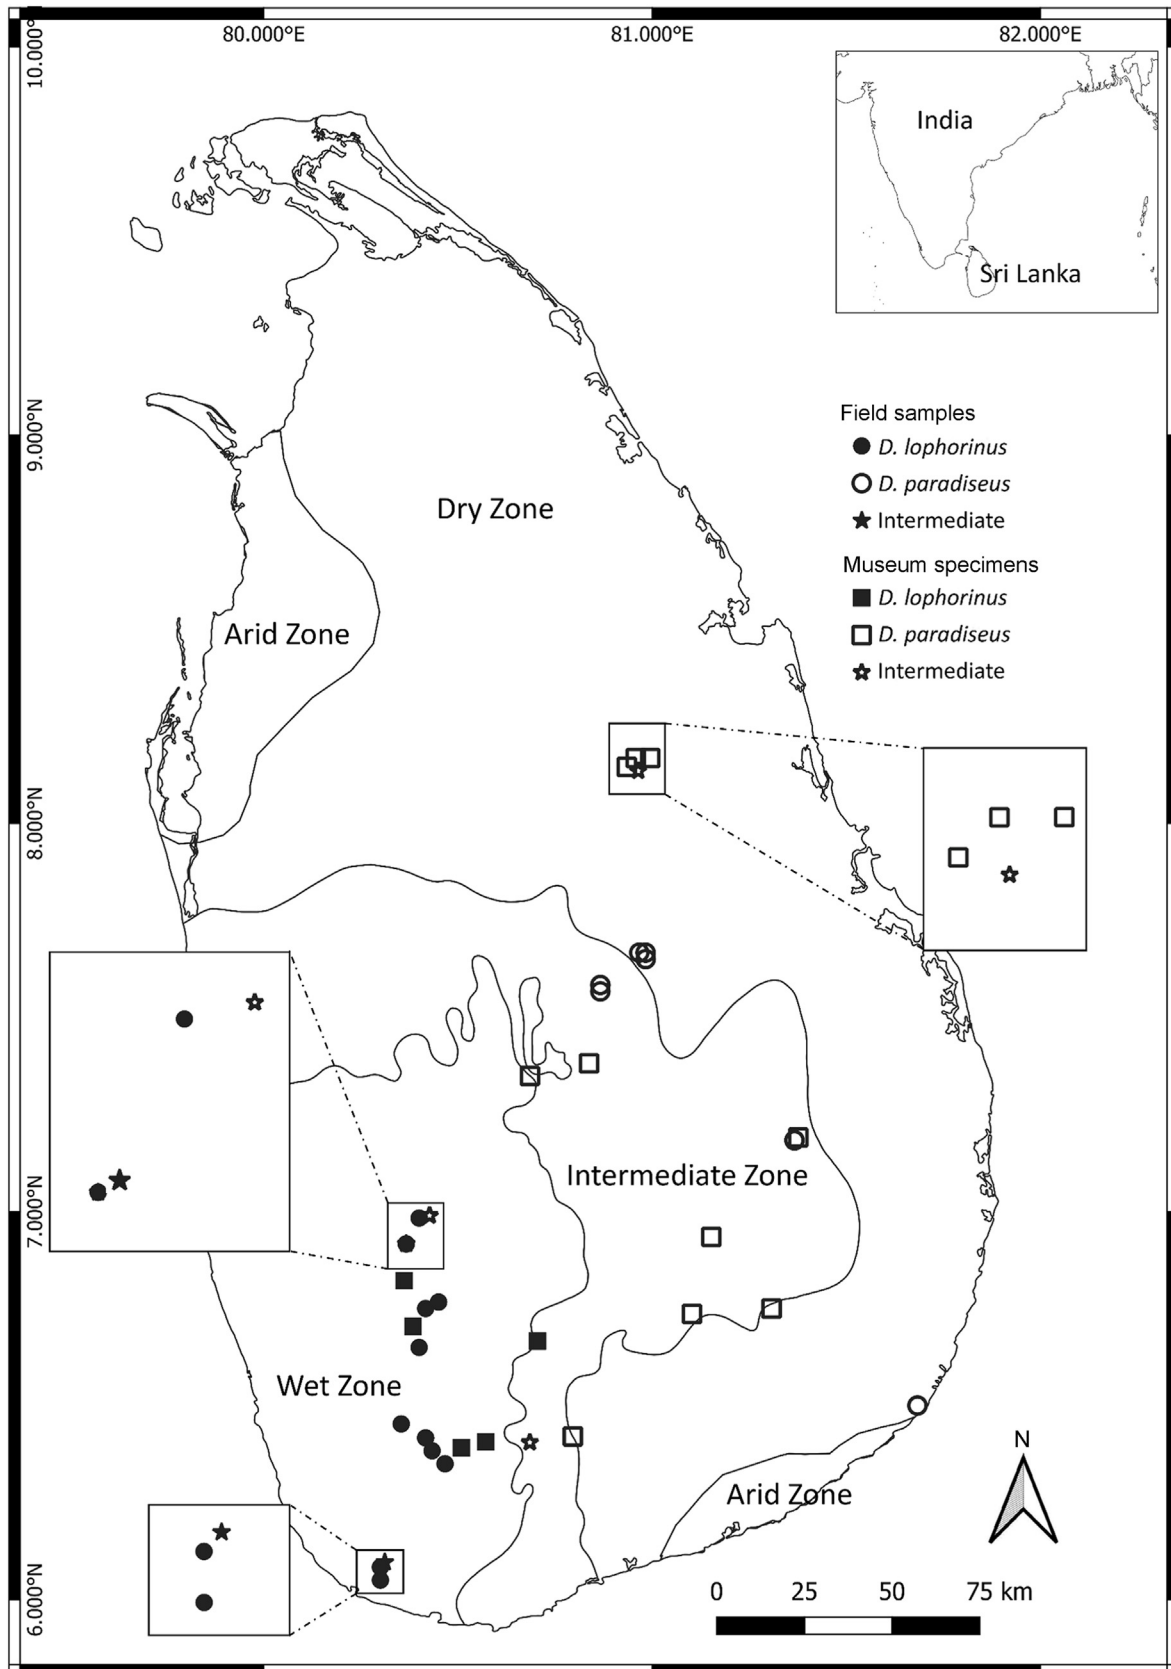 80.000°E
81.000°E
82.000°E
10.000°
India
Sri Lanka
Field samples
D. lophorinus
D. paradiseus
Intermediate
Museum specimens
D. lophorinus
D. paradiseus
Intermediate
9.000°N
Dry Zone
Arid Zone
8.000°N
7.000°N
Intermediate Zone
Wet Zone
Arid Zone
N
6.000°N
0 25 50 75 km